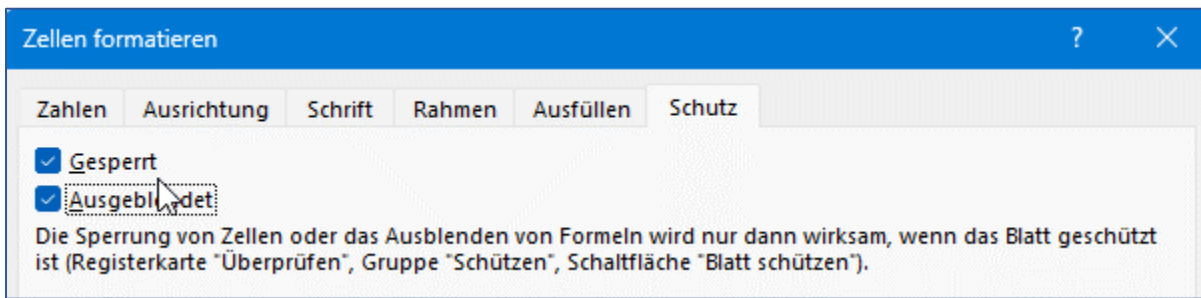 Zellen formatieren ?
Zahlen Ausrichtung Schrift Rahmen Ausfüllen Schutz
Gesperrt
Ausgeblendet
Die Sperrung von Zellen oder das Ausblenden von Formeln wird nur dann wirksam, wenn das Blatt geschützt
ist (Registerkarte "Überprüfen", Gruppe "Schützen", Schaltfläche "Blatt schützen").